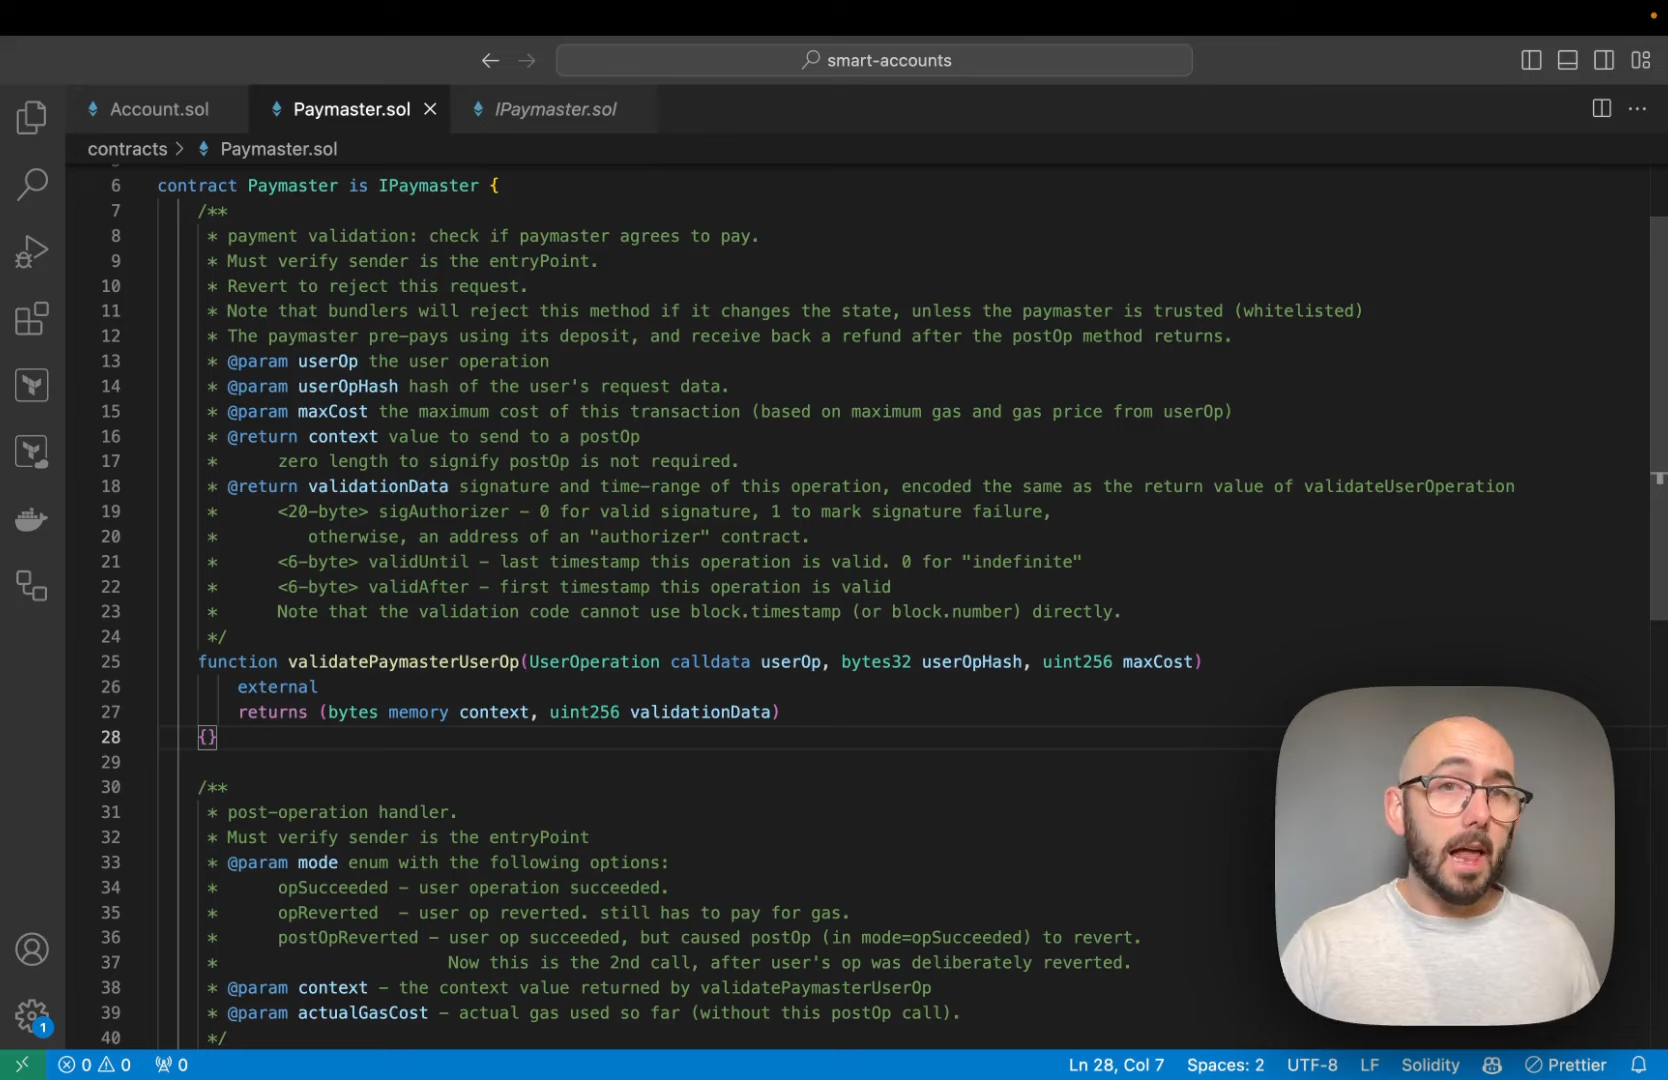 smart-accounts
Account.sol
Paymaster.sol
IPaymaster.sol
contracts > Paymaster.sol
6 contract Paymaster is IPaymaster {
7 /**
8 * payment validation: check if paymaster agrees to pay.
9 * Must verify sender is the entryPoint.
10 * Revert to reject this request.
11 * Note that bundlers will reject this method if it changes the state, unless the paymaster is trusted (whitelisted)
12 * The paymaster pre-pays using its deposit, and receive back a refund after the postOp method returns.
13 * @param userOp the user operation
14 * @param userOpHash hash of the user's request data.
15 * @param maxCost the maximum cost of this transaction (based on maximum gas and gas price from userOp)
16 * @return context value to send to a postOp
17 * zero length to signify postOp is not required.
18 * @return validationData signature and time-range of this operation, encoded the same as the return value of validateUserOperation
19 * <20-byte> sigAuthorizer - 0 for valid signature, 1 to mark signature failure,
20 * otherwise, an address of an "authorizer" contract.
21 * <6-byte> validUntil - last timestamp this operation is valid. 0 for "indefinite"
22 * <6-byte> validAfter - first timestamp this operation is valid
23 * Note that the validation code cannot use block.timestamp (or block.number) directly.
24 */
25 function validatePaymasterUserOp(UserOperation calldata userOp, bytes32 userOpHash, uint256 maxCost)
26 external
27 returns (bytes memory context, uint256 validationData)
28 {}
29
30 /**
31 * post-operation handler.
32 * Must verify sender is the entryPoint
33 * @param mode enum with the following options:
34 * opSucceeded - user operation succeeded.
35 * opReverted - user op reverted. still has to pay for gas.
36 * postOpReverted - user op succeeded, but caused postOp (in mode=opSucceeded) to revert.
37 * Now this is the 2nd call, after user's op was deliberately reverted.
38 * @param context - the context value returned by validatePaymasterUserOp
39 * @param actualGasCost - actual gas used so far (without this postOp call).
40 */
1
0 0 0 Ln 28, Col 7 Spaces: 2 UTF-8 LF Solidity Prettier